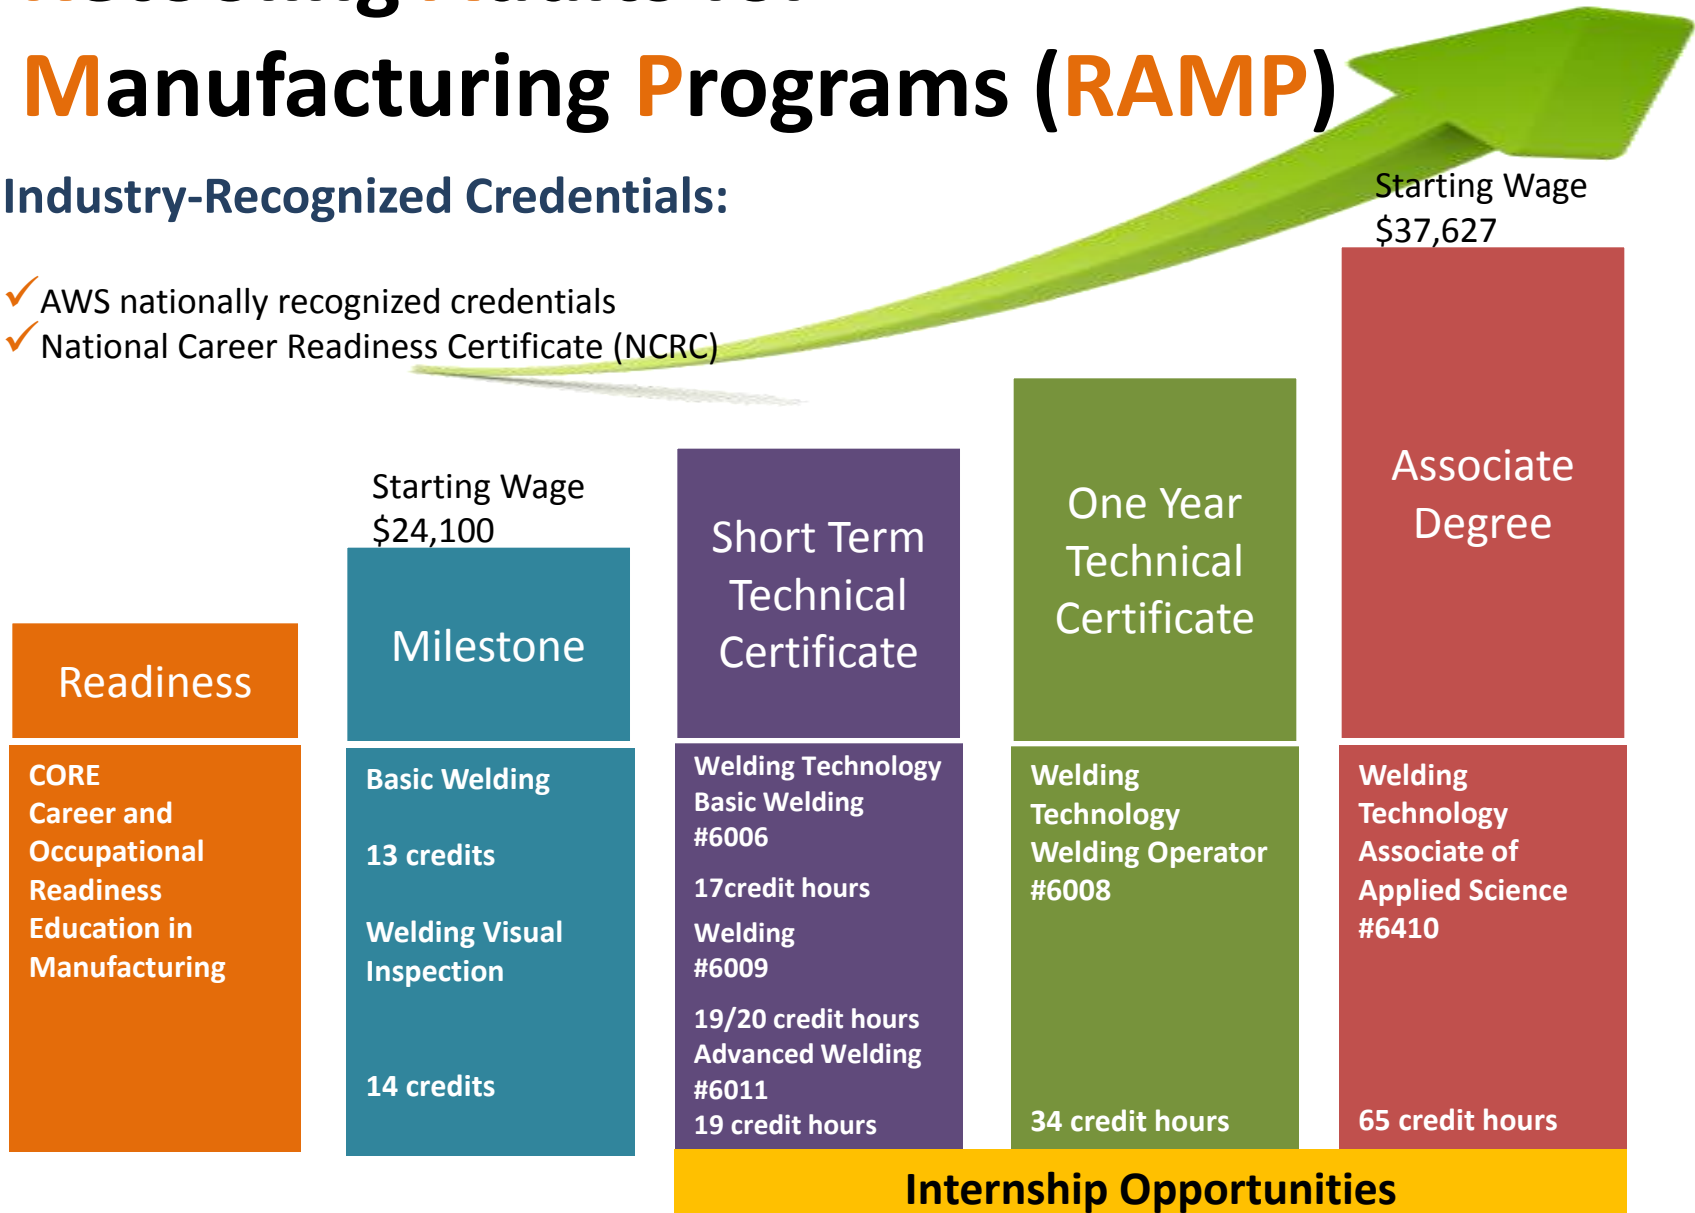 Retooling Adults for
Manufacturing Programs (RAMP)
Industry-Recognized Credentials:
✓AWS nationally recognized credentials
✓National Career Readiness Certificate (NCRC)
Starting Wage
$37,627
Starting Wage
$24,100
Readiness
Milestone
Short Term
Technical
Certificate
One Year
Technical
Certificate
Associate
Degree
CORE
Career and
Occupational
Readiness
Education in
Manufacturing
Basic Welding
13 credits
Welding Visual
Inspection
14 credits
Welding Technology
Basic Welding
#6006
17credit hours
Welding
#6009
19/20 credit hours
Advanced Welding
#6011
19 credit hours
Welding
Technology
Welding Operator
#6008
34 credit hours
Welding
Technology
Associate of
Applied Science
#6410
65 credit hours
Internship Opportunities